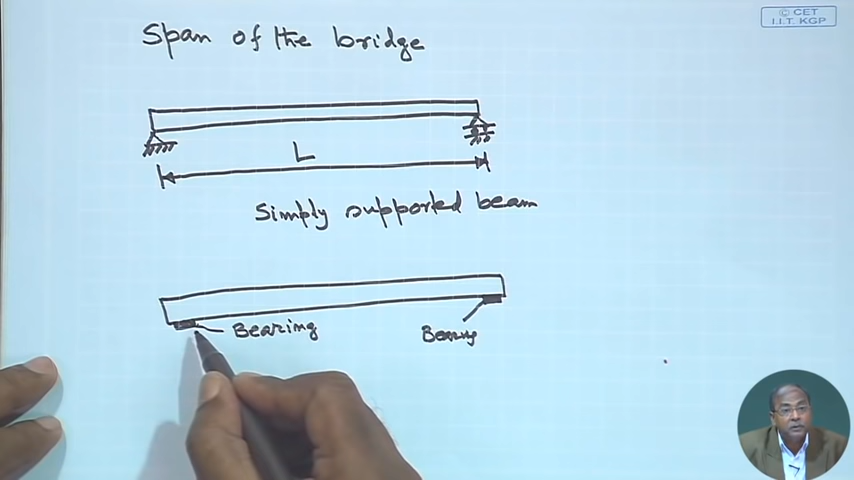 © CET
I.I.T. KGP
Span of the bridge
L
Simply supported beam
Bearing
Bearing